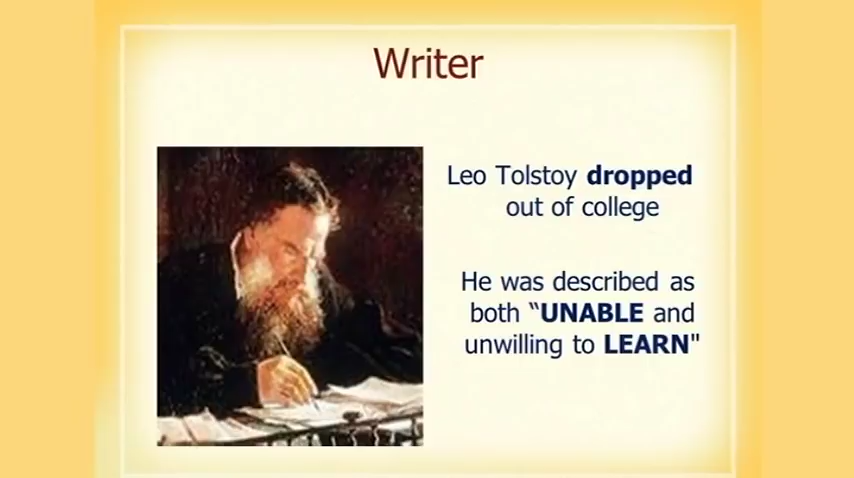 Writer
Leo Tolstoy dropped
out of college
He was described as
both “UNABLE and
unwilling to LEARN"